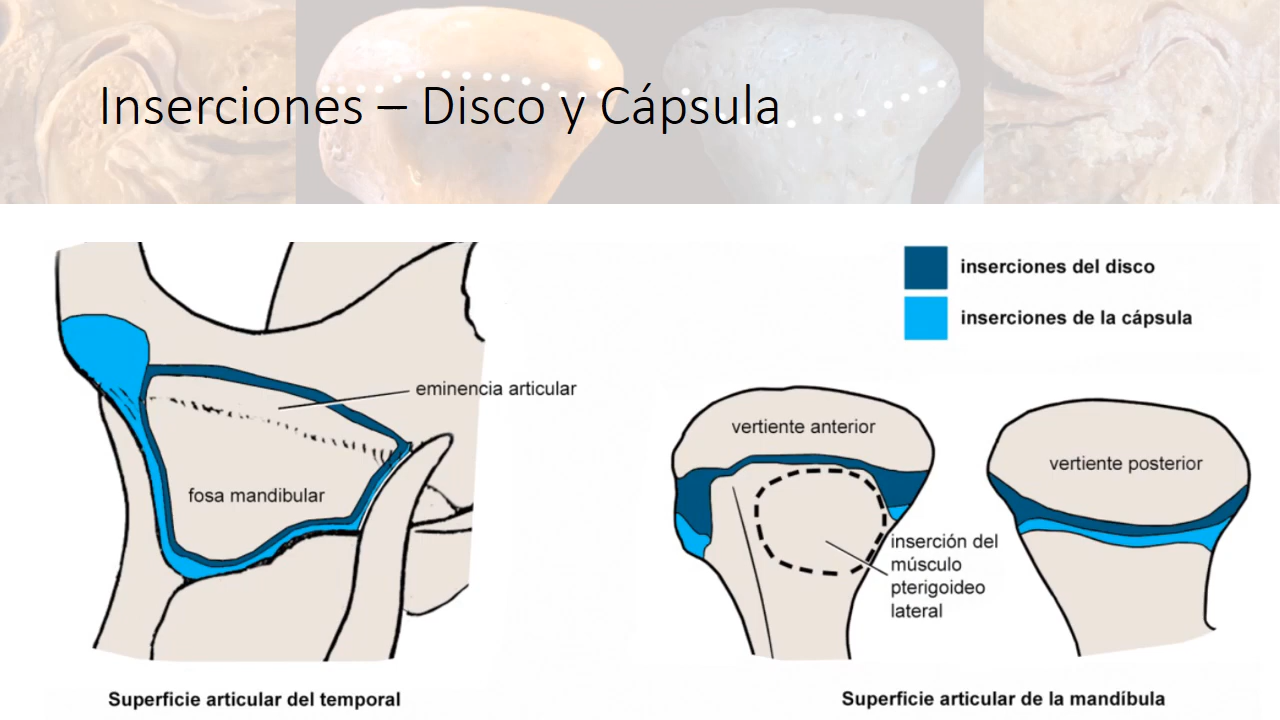 Inserciones – Disco y Cápsula
inserciones del disco
inserciones de la cápsula
eminencia articular
fosa mandibular
Superficie articular del temporal
vertiente anterior
vertiente posterior
inserción del
músculo
pterigoideo
lateral
Superficie articular de la mandíbula